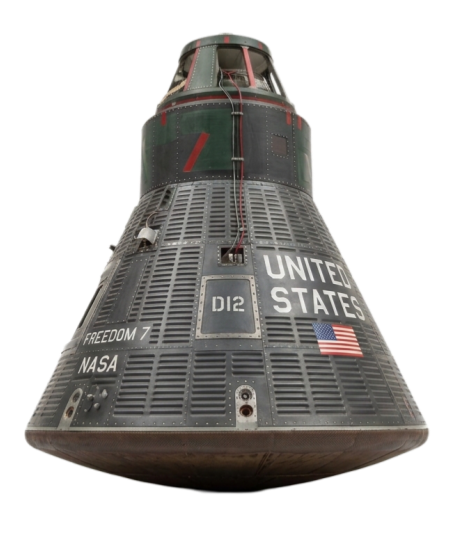 UNITED
STATES
D12
FREEDOM 7
NASA